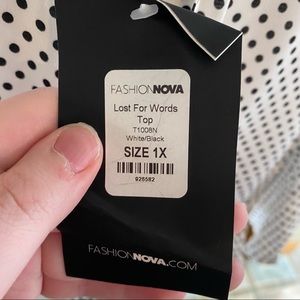 FASHIONNOVA
Lost For Words
Top
T1008N
White/Black
SIZE 1X
926582
FASHIONNOVA.COM